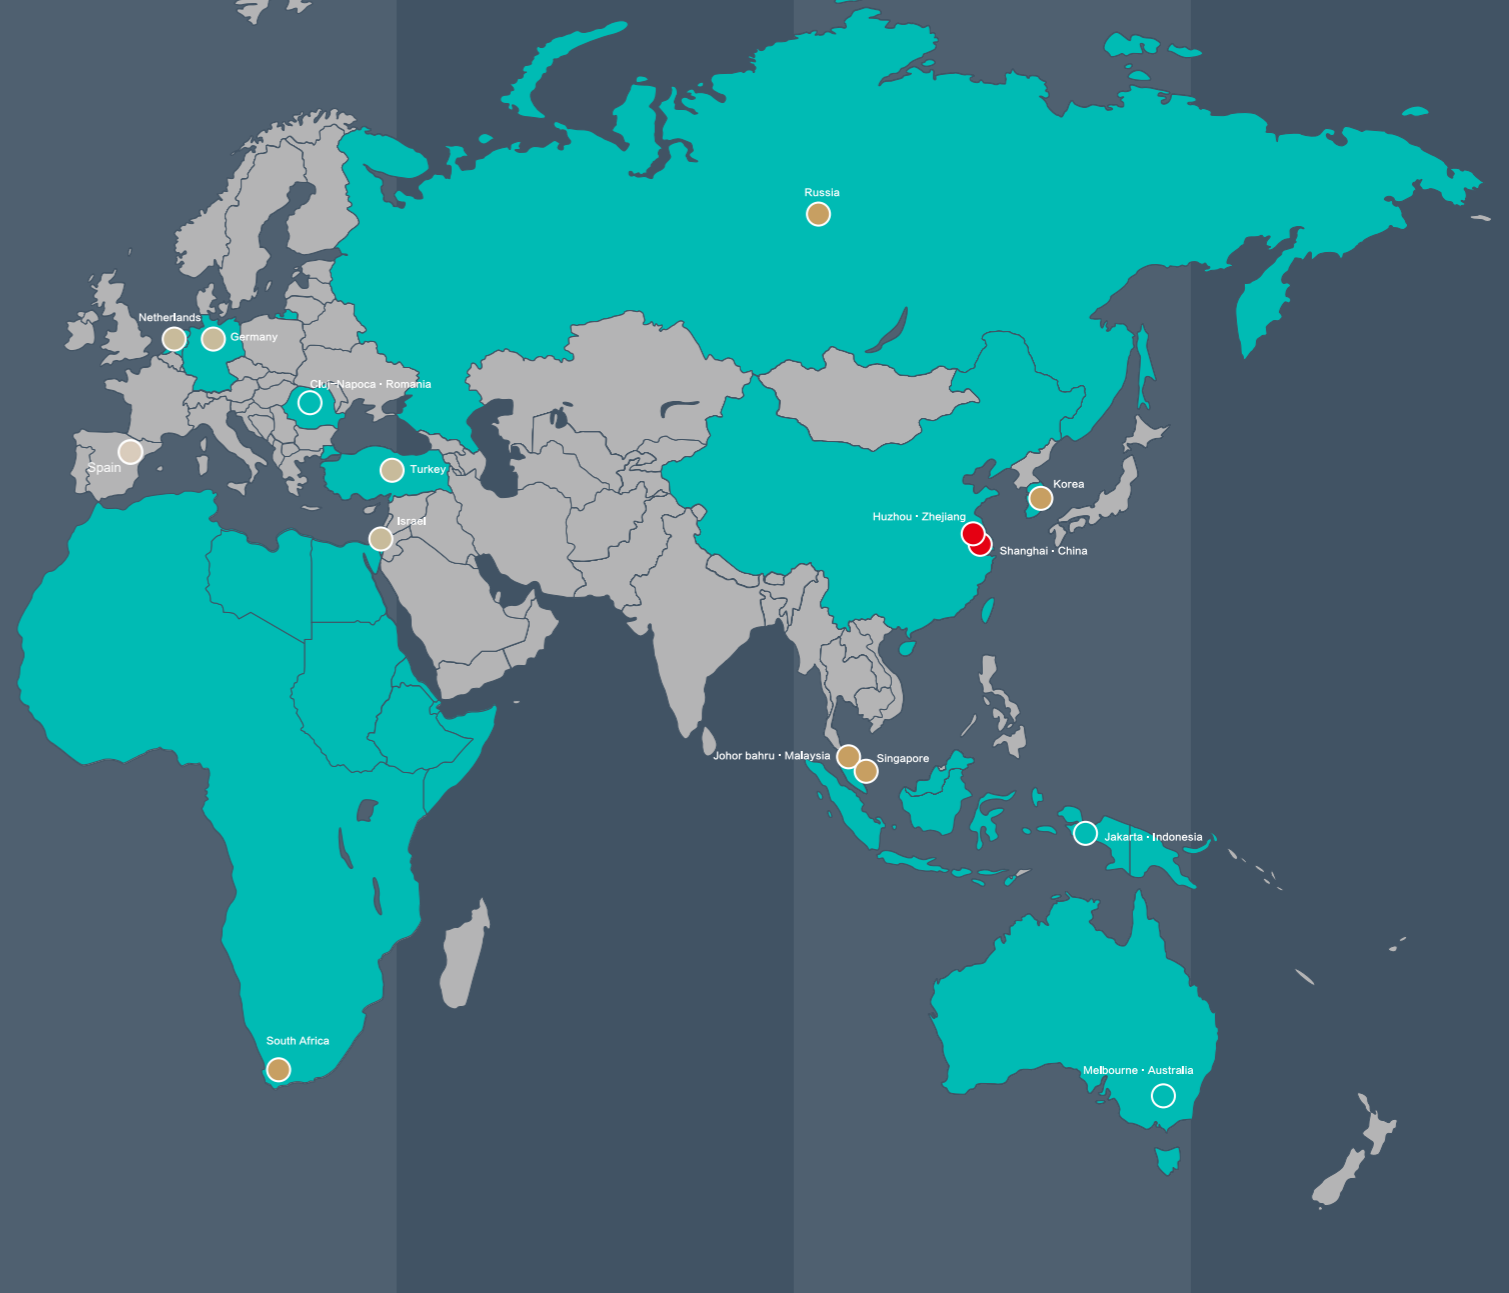 Russia
Netherlands
Germany
Cluj-Napoca · Romania
Spain
Turkey
Korea
Huzhou · Zhejiang
Israel
Shanghai · China
Johor bahru · Malaysia
Singapore
Jakarta · Indonesia
South Africa
Melbourne · Australia